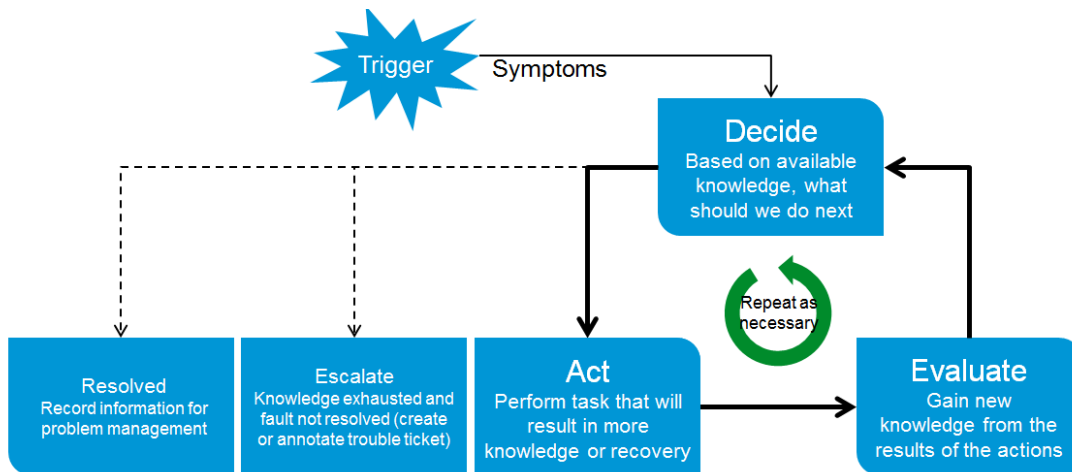 Trigger
Symptoms
Decide
Based on available
knowledge, what
should we do next
Repeat as
necessary
Resolved
Record information for
problem management
Escalate
Knowledge exhausted and
fault not resolved (create
or annotate trouble ticket)
Act
Perform task that will
result in more
knowledge or recovery
Evaluate
Gain new
knowledge from the
results of the actions